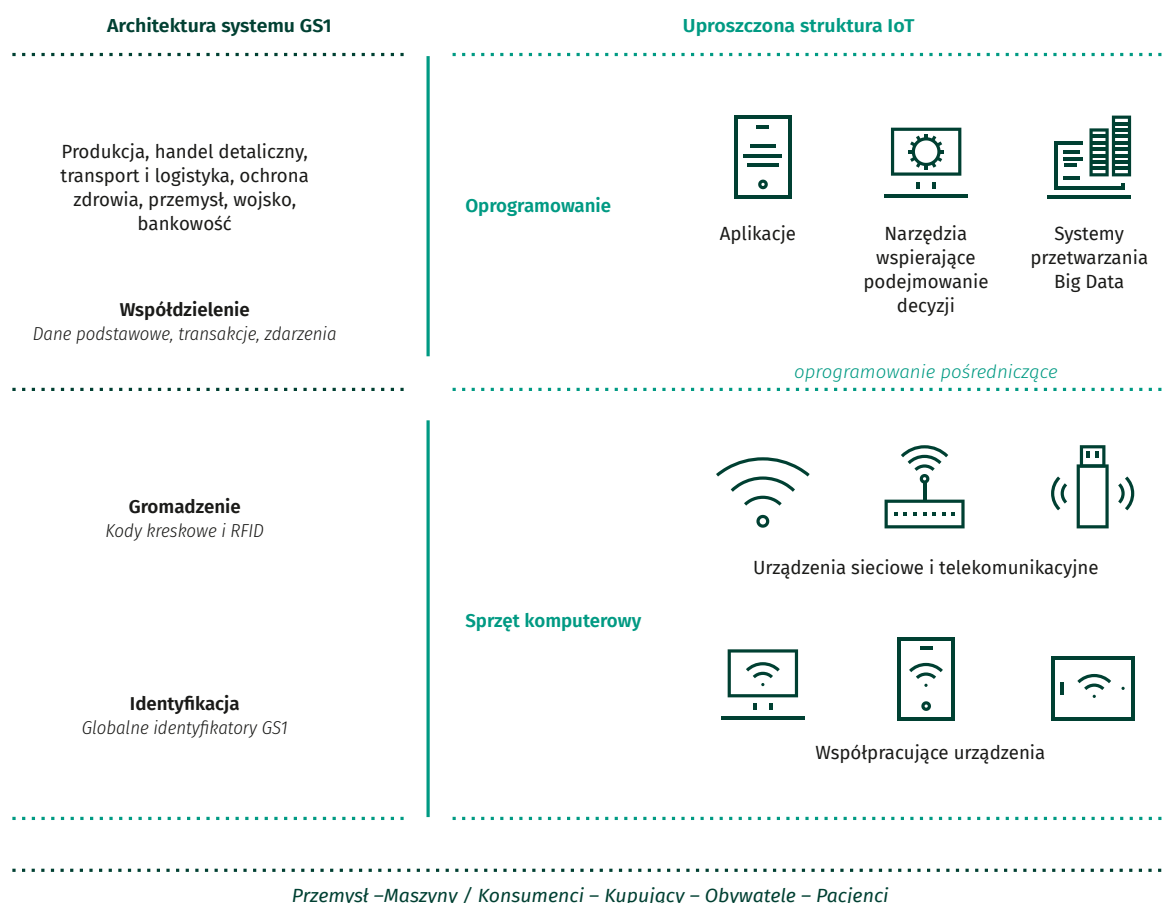 Architektura systemu GS1
Uproszczona struktura IoT
Produkcja, handel detaliczny,
transport i logistyka, ochrona
zdrowia, przemysł, wojsko,
bankowość
Współdzielenie
Dane podstawowe, transakcje, zdarzenia
Oprogramowanie
Aplikacje
Narzędzia
wspierające
podejmowanie
decyzji
Systemy
przetwarzania
Big Data
oprogramowanie pośredniczące
Gromadzenie
Kody kreskowe i RFID
Identyfikacja
Globalne identyfikatory GS1
Sprzęt komputerowy
Urządzenia sieciowe i telekomunikacyjne
Współpracujące urządzenia
Przemysł –Maszyny / Konsumenci – Kupujący – Obywatele – Pacjenci